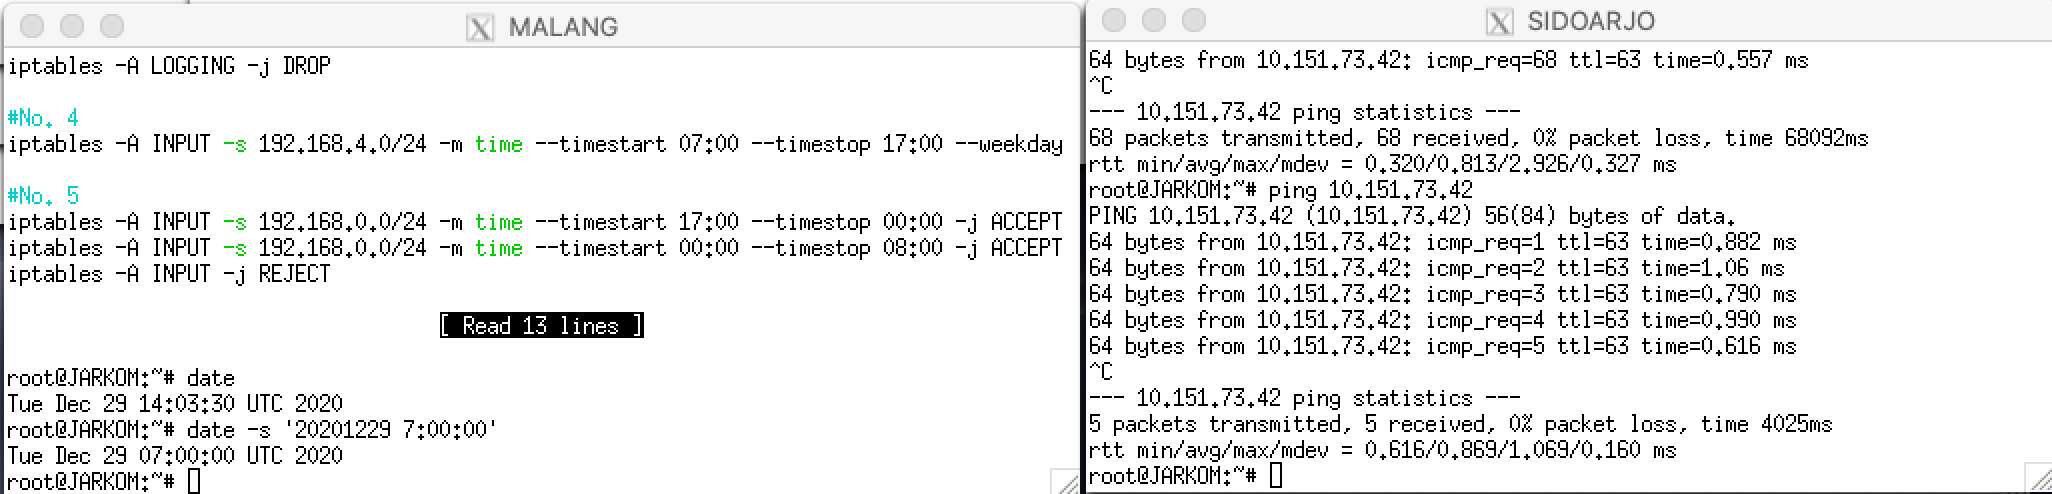 MALANG
iptables -A LOGGING -j DROP
#No. 4
iptables -A INPUT -s 192.168.4.0/24 -m time --timestart 07:00 --timestop 17:00 --weekday
#No. 5
iptables -A INPUT -s 192.168.0.0/24 -m time --timestart 17:00 --timestop 00:00 -j ACCEPT
iptables -A INPUT -s 192.168.0.0/24 -m time --timestart 00:00 --timestop 08:00 -j ACCEPT
iptables -A INPUT -j REJECT
[ Read 13 lines ]
root@JARKOM:~# date
Tue Dec 29 14:03:30 UTC 2020
root@JARKOM:~# date -s '20201229 7:00:00'
Tue Dec 29 07:00:00 UTC 2020
root@JARKOM:~#
SIDOARJO
64 bytes from 10.151.73.42: icmp_req=68 ttl=63 time=0.557 ms
^C
--- 10.151.73.42 ping statistics ---
68 packets transmitted, 68 received, 0% packet loss, time 68092ms
rtt min/avg/max/mdev = 0.320/0.813/2.926/0.327 ms
root@JARKOM:~# ping 10.151.73.42
PING 10.151.73.42 (10.151.73.42) 56(84) bytes of data.
64 bytes from 10.151.73.42: icmp_req=1 ttl=63 time=0.882 ms
64 bytes from 10.151.73.42: icmp_req=2 ttl=63 time=1.06 ms
64 bytes from 10.151.73.42: icmp_req=3 ttl=63 time=0.790 ms
64 bytes from 10.151.73.42: icmp_req=4 ttl=63 time=0.990 ms
64 bytes from 10.151.73.42: icmp_req=5 ttl=63 time=0.616 ms
^C
--- 10.151.73.42 ping statistics ---
5 packets transmitted, 5 received, 0% packet loss, time 4025ms
rtt min/avg/max/mdev = 0.616/0.869/1.069/0.160 ms
root@JARKOM:~#